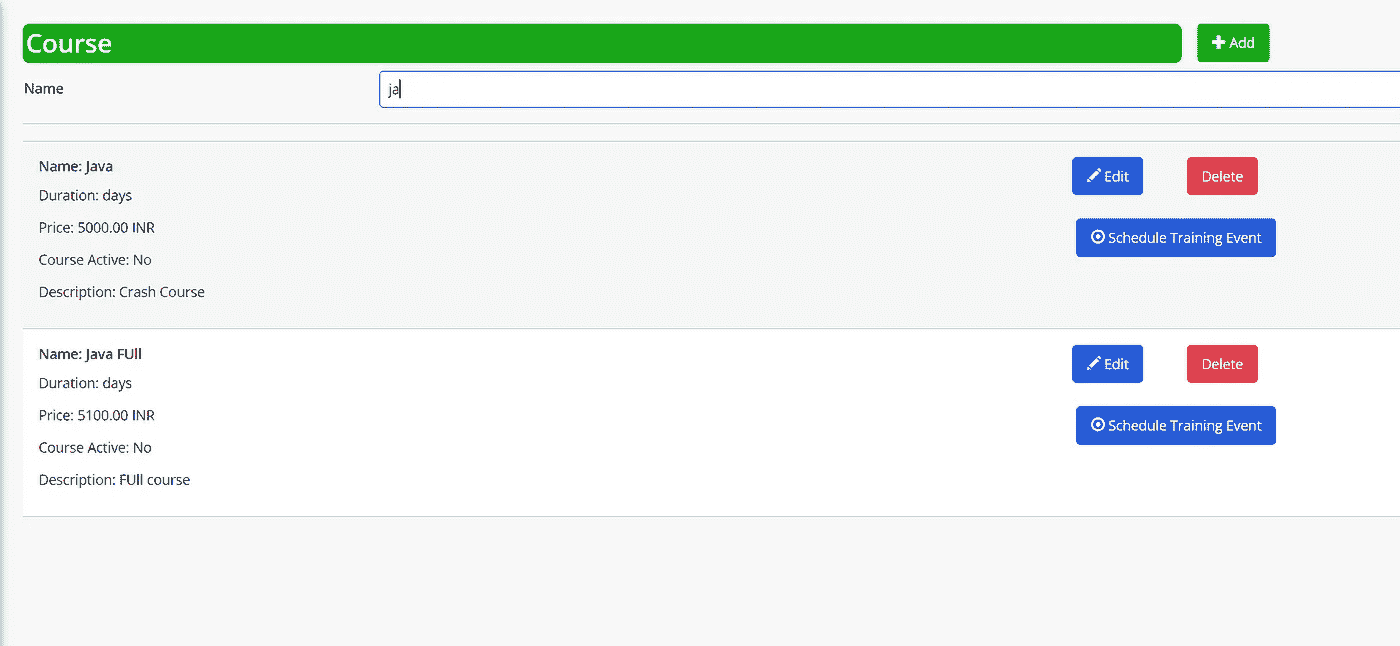 Course
Add
Name
ja
Name: Java
Edit
Delete
Duration: days
Price: 5000.00 INR
Schedule Training Event
Course Active: No
Description: Crash Course
Name: Java FUll
Edit
Delete
Duration: days
Price: 5100.00 INR
Schedule Training Event
Course Active: No
Description: FUll course